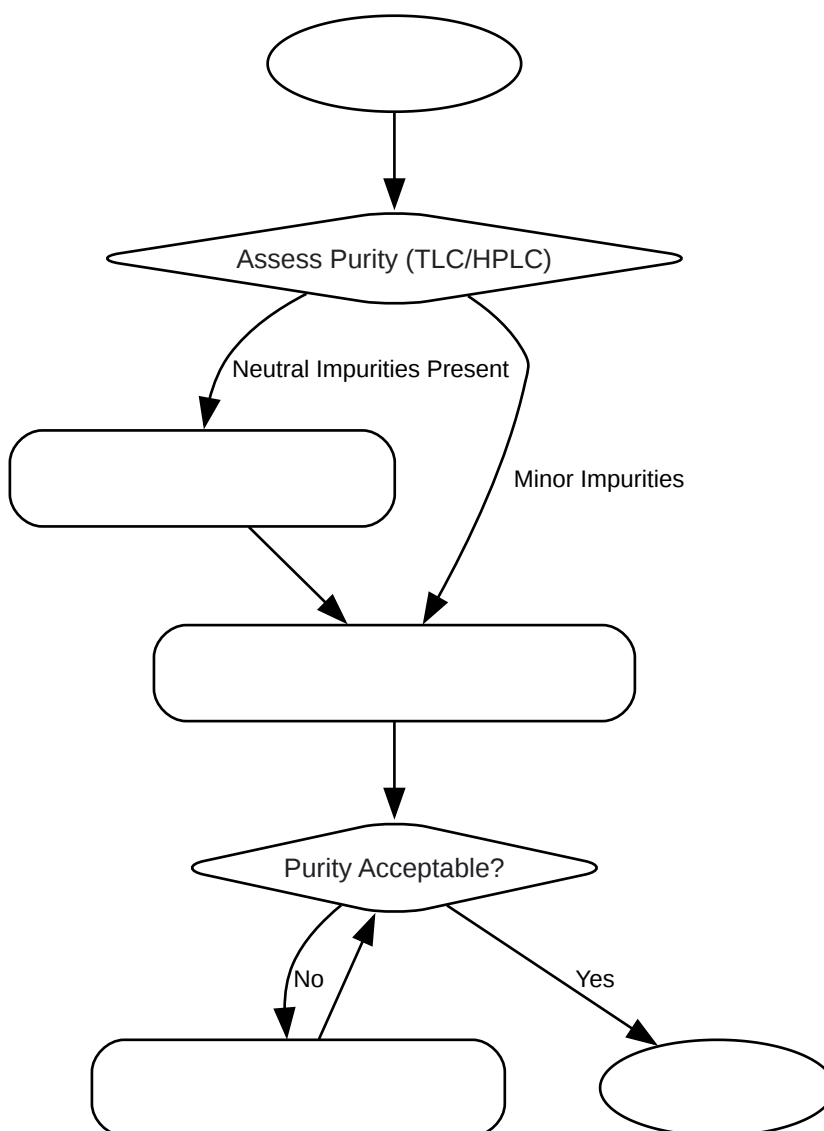 Assess Purity (TLC/HPLC)
Neutral Impurities Present
Minor Impurities
Purity Acceptable?
No
Yes